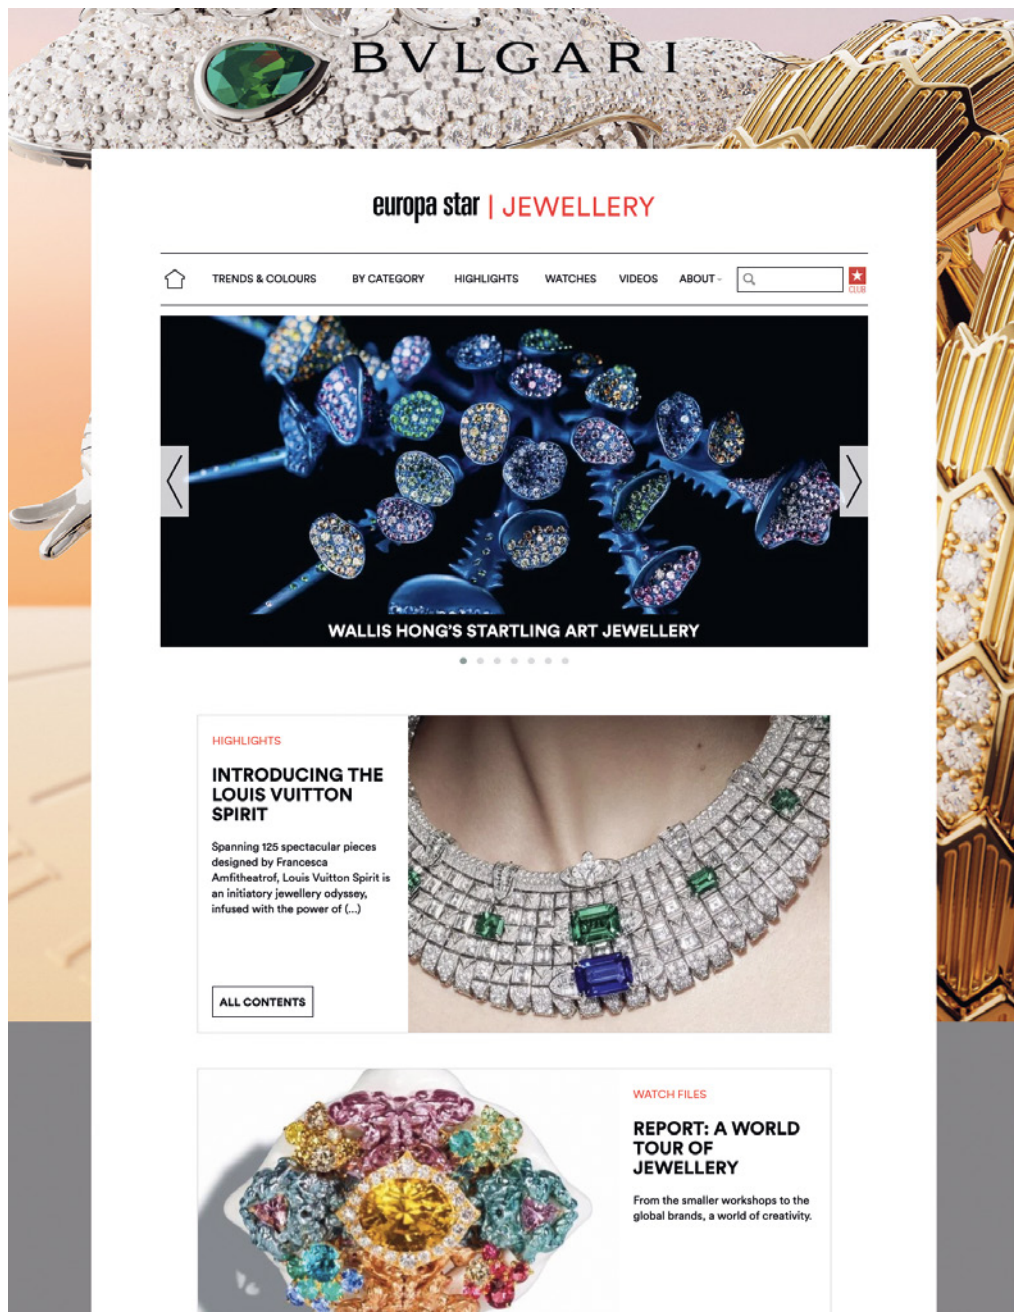 BVLGARI
europa star | JEWELLERY
TRENDS & COLOURS BY CATEGORY HIGHLIGHTS WATCHES VIDEOS ABOUT
CLUB
WALLIS HONG'S STARTLING ART JEWELLERY
HIGHLIGHTS
INTRODUCING THE
LOUIS VUITTON
SPIRIT
Spanning 125 spectacular pieces
designed by Francesca
Amfitheatrof, Louis Vuitton Spirit is
an initiatory jewellery odyssey,
infused with the power of (...)
ALL CONTENTS
WATCH FILES
REPORT: A WORLD
TOUR OF
JEWELLERY
From the smaller workshops to the
global brands, a world of creativity.